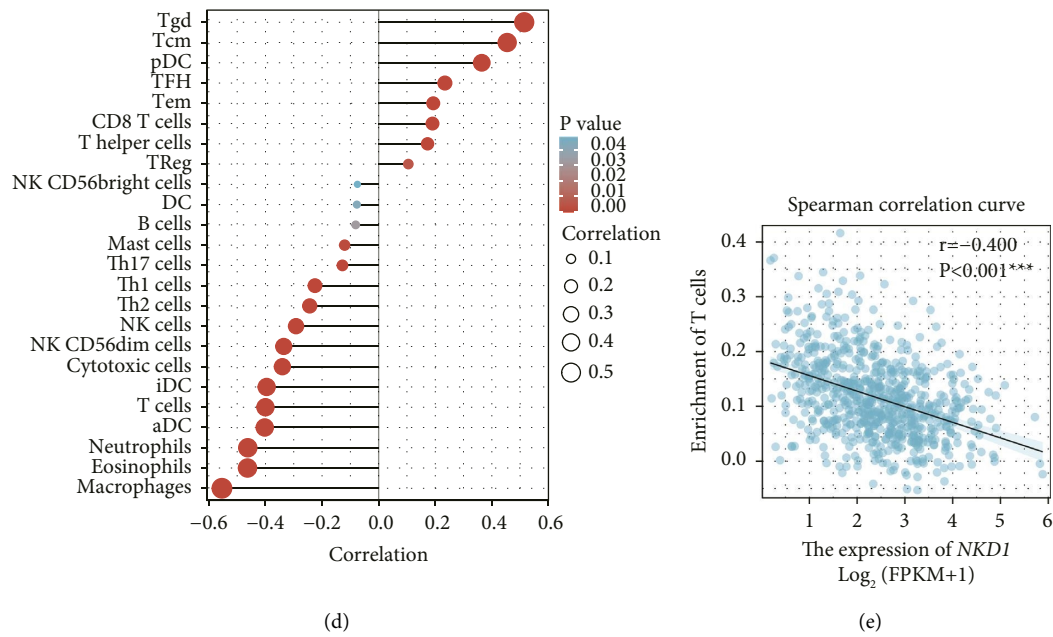 Tgd
Tcm
pDC
TFH
Tem
CD8 T cells
T helper cells
TReg
NK CD56bright cells
DC
B cells
Mast cells
Th17 cells
Th1 cells
Th2 cells
NK cells
NK CD56dim cells
Cytotoxic cells
iDC
T cells
aDC
Neutrophils
Eosinophils
Macrophages
−0.6 −0.4 −0.2 0.0 0.2 0.4 0.6
Correlation
P value
0.04
0.03
0.02
0.01
0.00
Correlation
0.1
0.2
0.3
0.4
0.5
(d)
Spearman correlation curve
r=−0.400
P<0.001***
Enrichment of T cells
0.4
0.3
0.2
0.1
0.0
1 2 3 4 5 6
The expression of NKD1
Log2 (FPKM+1)
(e)